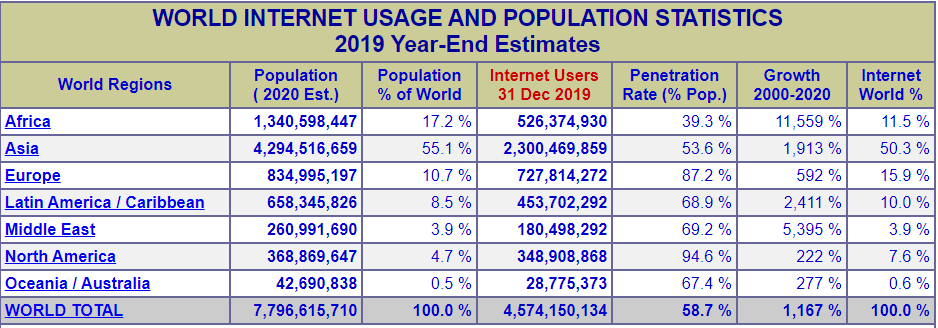 WORLD INTERNET USAGE AND POPULATION STATISTICS
2019 Year-End Estimates
World Regions Population ( 2020 Est.) Population % of World Internet Users 31 Dec 2019 Penetration Rate (% Pop.) Growth 2000-2020 Internet World %
Africa 1,340,598,447 17.2 % 526,374,930 39.3 % 11,559 % 11.5 %
Asia 4,294,516,659 55.1 % 2,300,469,859 53.6 % 1,913 % 50.3 %
Europe 834,995,197 10.7 % 727,814,272 87.2 % 592 % 15.9 %
Latin America / Caribbean 658,345,826 8.5 % 453,702,292 68.9 % 2,411 % 10.0 %
Middle East 260,991,690 3.9 % 180,498,292 69.2 % 5,395 % 3.9 %
North America 368,869,647 4.7 % 348,908,868 94.6 % 222 % 7.6 %
Oceania / Australia 42,690,838 0.5 % 28,775,373 67.4 % 277 % 0.6 %
WORLD TOTAL 7,796,615,710 100.0 % 4,574,150,134 58.7 % 1,167 % 100.0 %